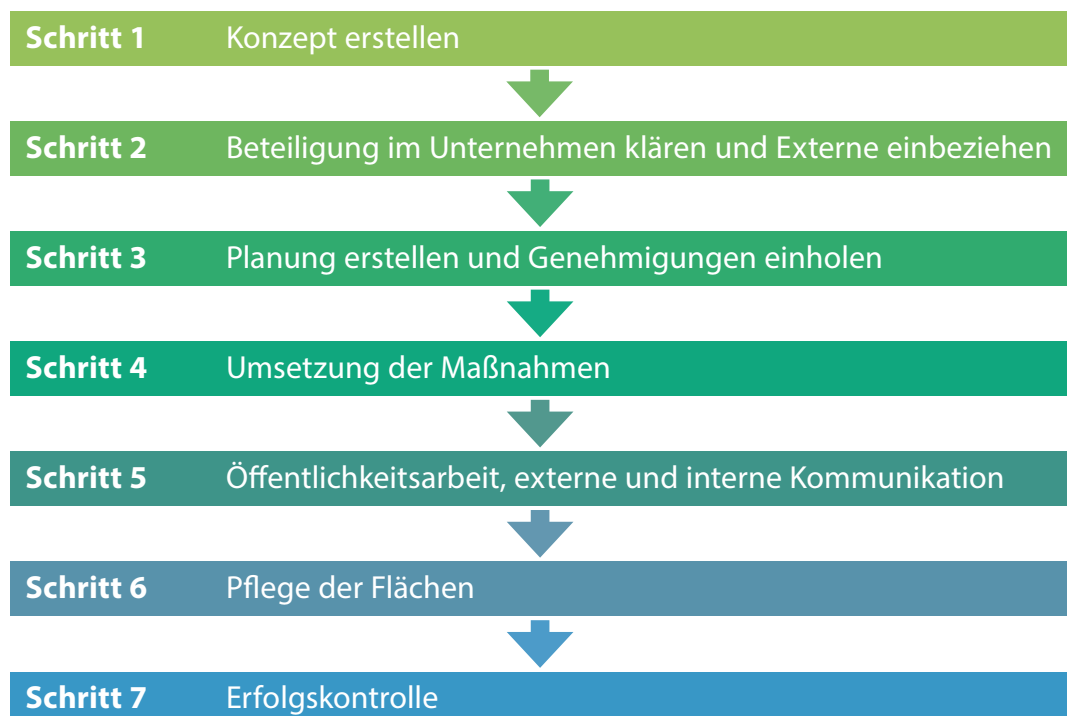 Schritt 1 Konzept erstellen
Schritt 2 Beteiligung im Unternehmen klären und Externe einbeziehen
Schritt 3 Planung erstellen und Genehmigungen einholen
Schritt 4 Umsetzung der Maßnahmen
Schritt 5 Öffentlichkeitsarbeit, externe und interne Kommunikation
Schritt 6 Pflege der Flächen
Schritt 7 Erfolgskontrolle